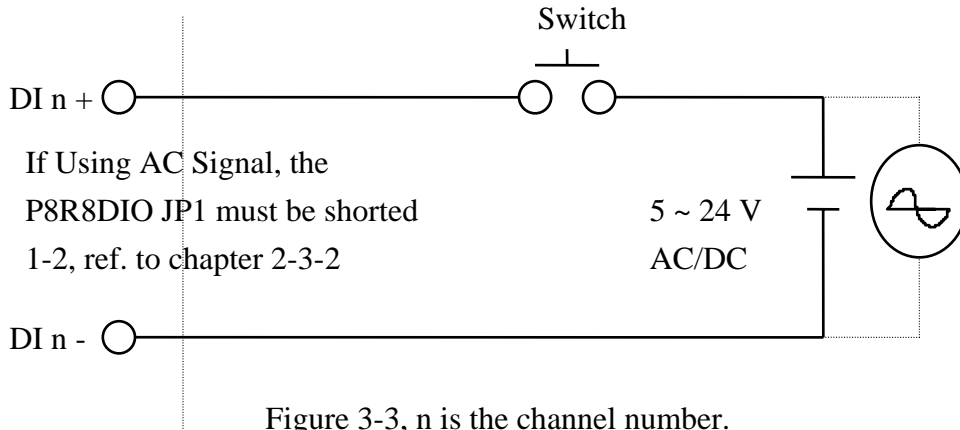 Switch
DI n +
If Using AC Signal, the
P8R8DIO JP1 must be shorted
1-2, ref. to chapter 2-3-2
5 ~ 24 V
AC/DC
DI n -
Figure 3-3, n is the channel number.